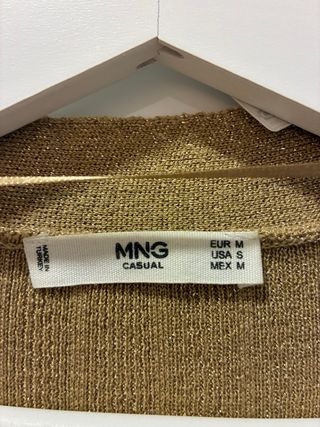 MADE IN
TURKEY
MNG
CASUAL
EUR M
USA S
MEX M